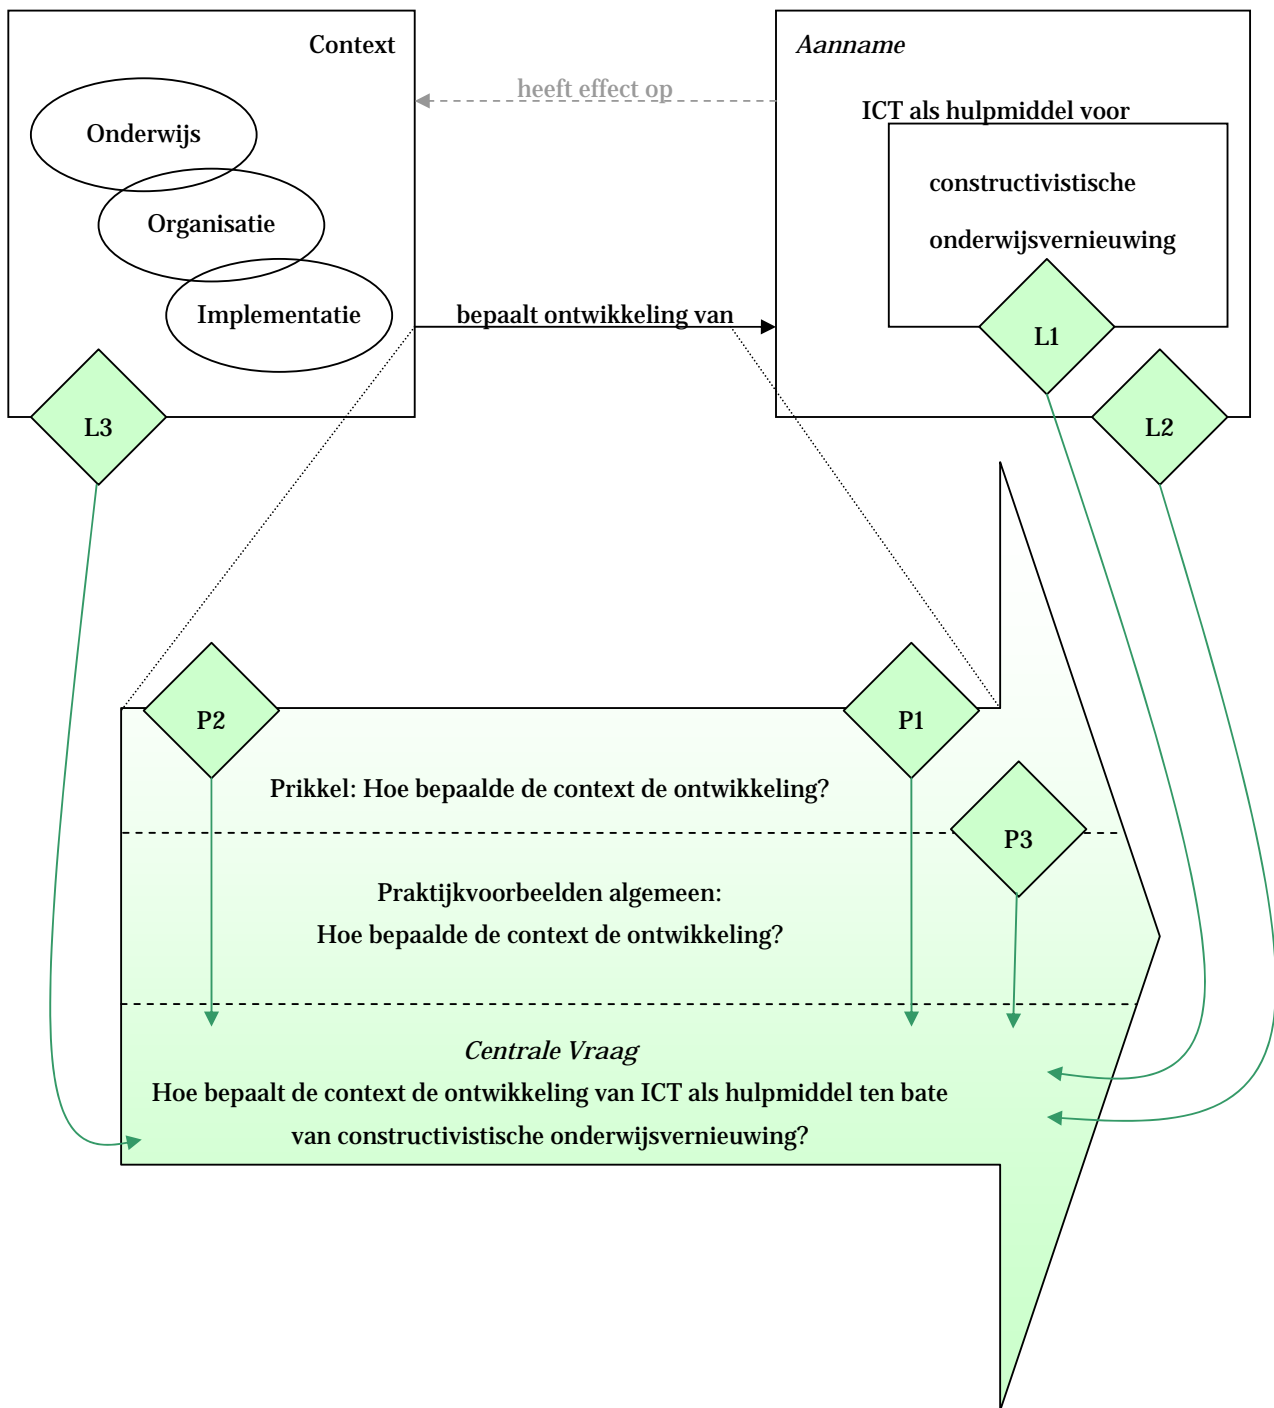 Context
Aanname
heeft effect op
ICT als hulpmiddel voor
Onderwijs
constructivistische
Organisatie
onderwijsvernieuwing
Implementatie
bepaalt ontwikkeling van
L1
L3
L2
P2
P1
Prikkel: Hoe bepaalde de context de ontwikkeling?
P3
Praktijkvoorbeelden algemeen:
Hoe bepaalde de context de ontwikkeling?
Centrale Vraag
Hoe bepaalt de context de ontwikkeling van ICT als hulpmiddel ten bate
van constructivistische onderwijsvernieuwing?